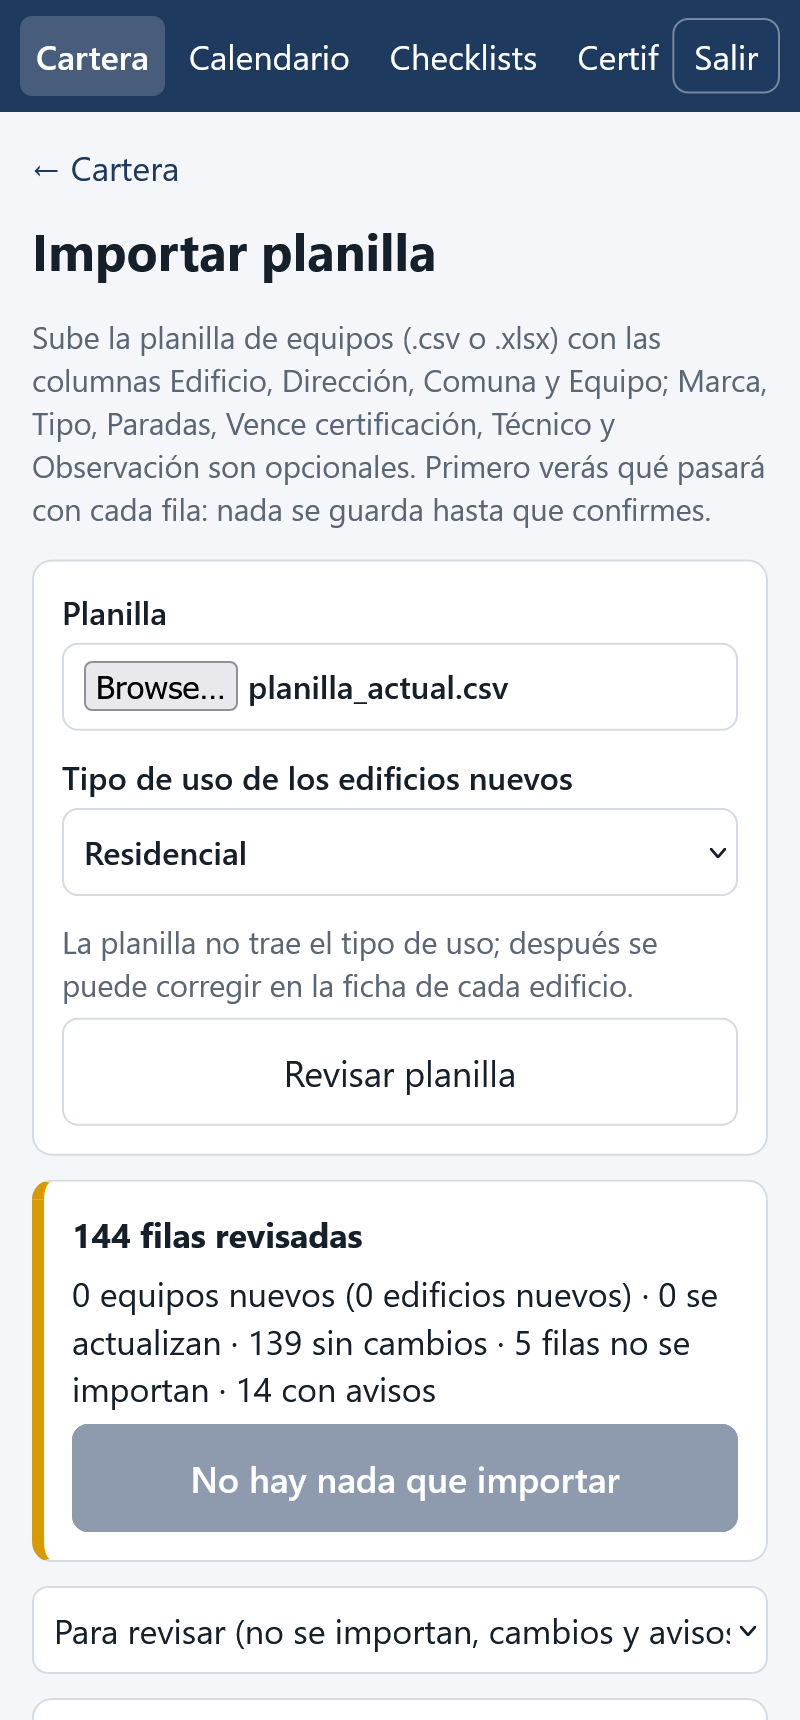 Cartera Calendario Checklists Certif Salir
← Cartera
Importar planilla
Sube la planilla de equipos (.csv o .xlsx) con las
columnas Edificio, Dirección, Comuna y Equipo; Marca,
Tipo, Paradas, Vence certificación, Técnico y
Observación son opcionales. Primero verás qué pasará
con cada fila: nada se guarda hasta que confirmes.
Planilla
Browse... planilla_actual.csv
Tipo de uso de los edificios nuevos
Residencial
La planilla no trae el tipo de uso; después se
puede corregir en la ficha de cada edificio.
Revisar planilla
144 filas revisadas
0 equipos nuevos (0 edificios nuevos) · 0 se
actualizan · 139 sin cambios · 5 filas no se
importan · 14 con avisos
No hay nada que importar
Para revisar (no se importan, cambios y avisos